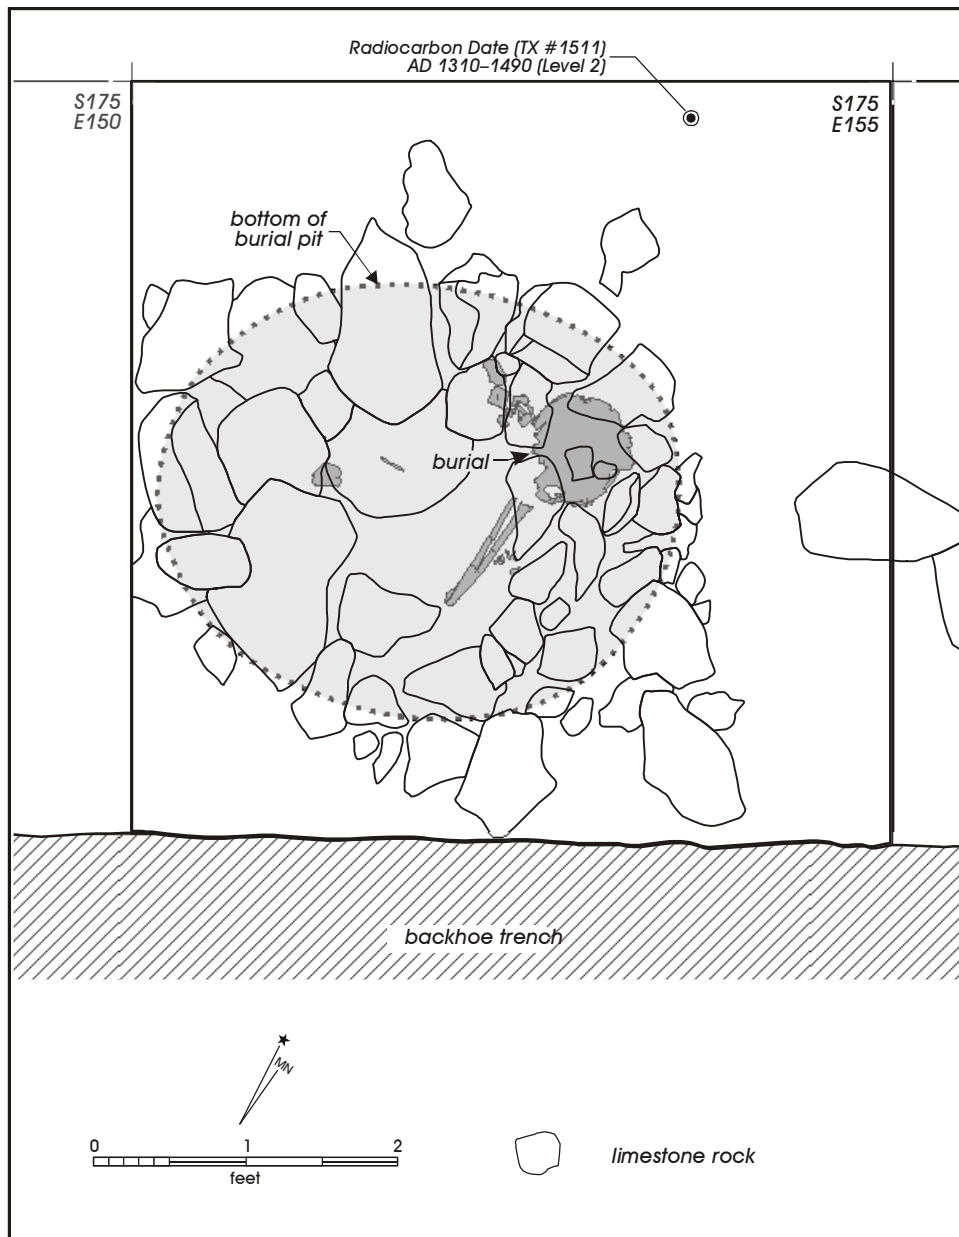 Radiocarbon Date (TX #1511)
AD 1310–1490 (Level 2)
S175
E150
S175
E155
bottom of
burial pit
burial
backhoe trench
MN
0 1 2
feet
limestone rock